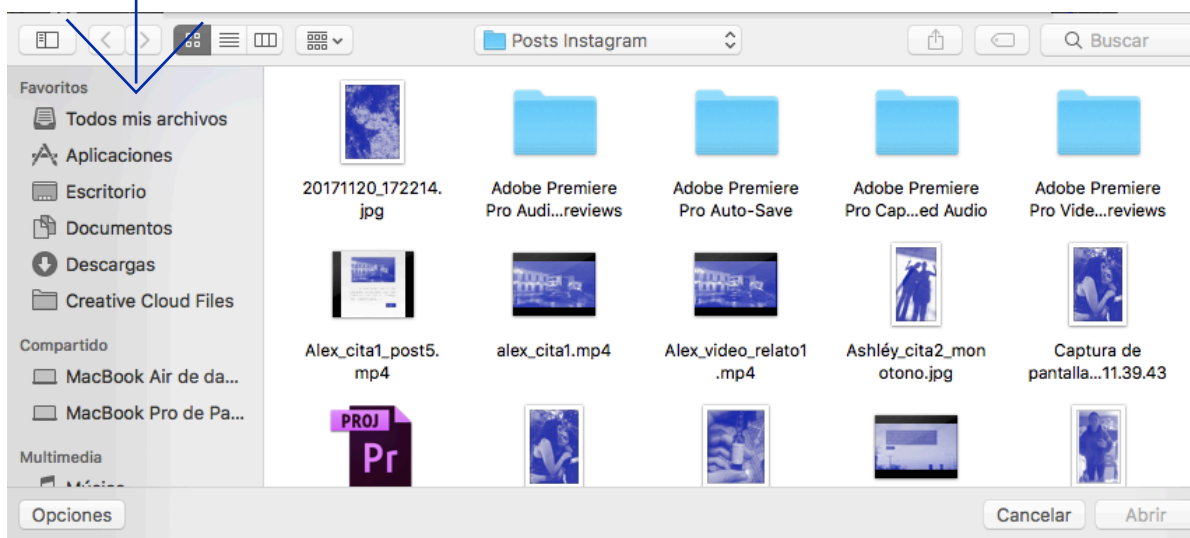 Posts Instagram
Buscar
Favoritos
Todos mis archivos
Aplicaciones
Escritorio
Documentos
Descargas
Creative Cloud Files
Compartido
MacBook Air de da...
MacBook Pro de Pa...
Multimedia
20171120_172214.
jpg
Adobe Premiere
Pro Audi...reviews
Adobe Premiere
Pro Auto-Save
Adobe Premiere
Pro Cap...ed Audio
Adobe Premiere
Pro Vide...reviews
Alex_cita1_post5.
mp4
alex_cita1.mp4
Alex_video_relato1
.mp4
Ashléy_cita2_mon
otono.jpg
Captura de
pantalla...11.39.43
PROJ
Pr
Opciones
Cancelar
Abrir